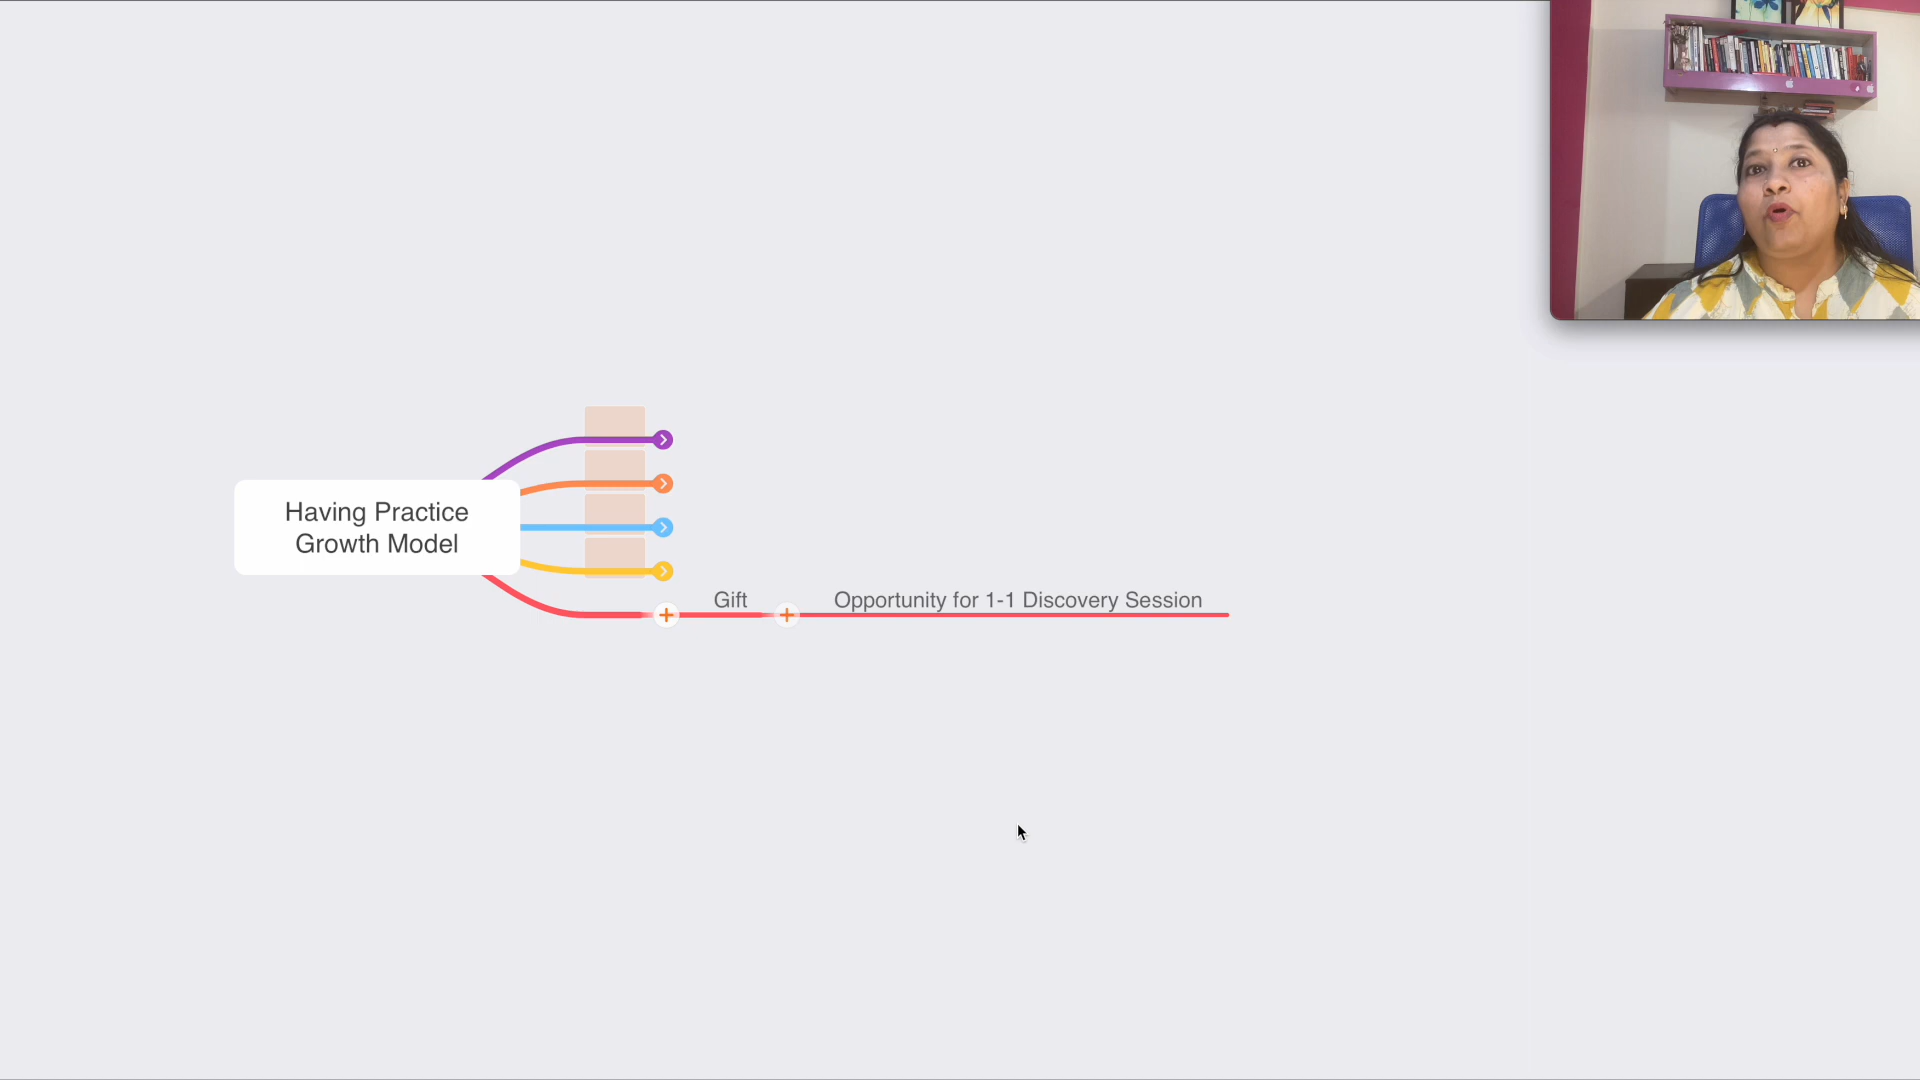 Having Practice
Growth Model
Gift
Opportunity for 1-1 Discovery Session